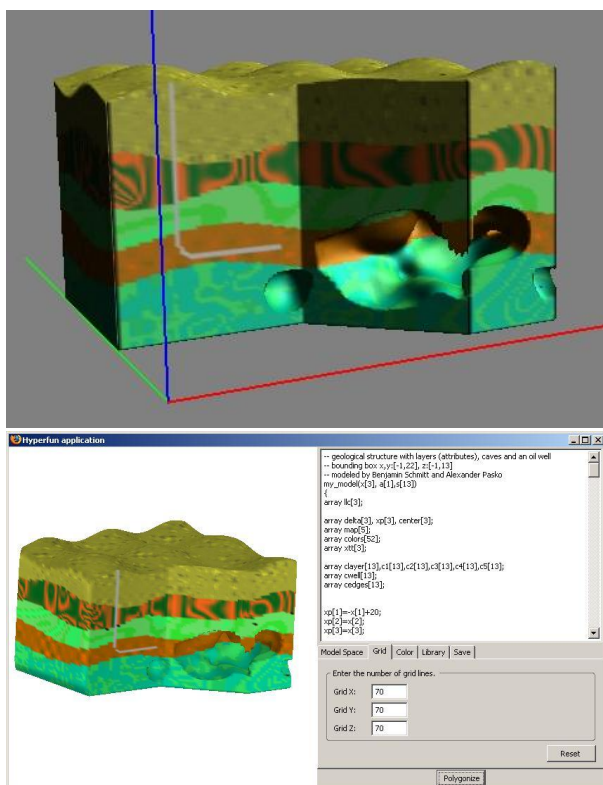 Hyperfun application
-- geological structure with layers (attributes), caves and an oil well
-- bounding box x,y:[-1,22], z:[-1,13]
-- modeled by Benjamin Schmitt and Alexander Pasko
my_model(x[3], a[1],s[13])
{
array llc[3];
array delta[3], xp[3], center[3];
array map[5];
array colors[52];
array xtt[3];
array clayer[13],c1[13],c2[13],c3[13],c4[13],c5[13];
array cwell[13];
array cedges[13];
xp[1]=-x[1]+20;
xp[2]=x[2];
xp[3]=x[3];
Model Space Grid Color Library Save
Enter the number of grid lines.
Grid X: 70
Grid Y: 70
Grid Z: 70
Reset
Polygonize